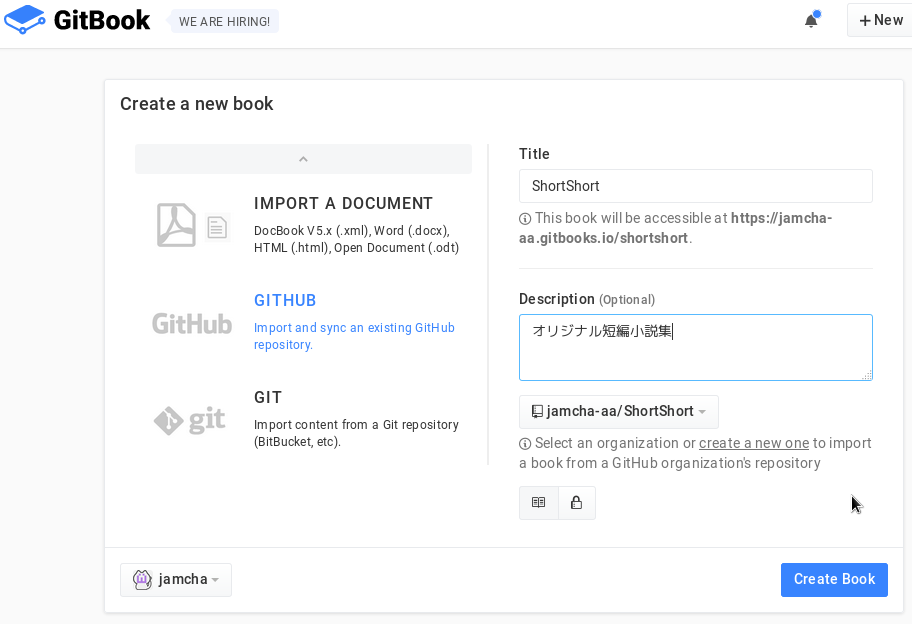 GitBook
WE ARE HIRING!
New
Create a new book
IMPORT A DOCUMENT
DocBook V5.x (.xml), Word (.docx),
HTML (.html), Open Document (.odt)
GitHub
GITHUB
Import and sync an existing GitHub
repository.
git
GIT
Import content from a Git repository
(BitBucket, etc).
Title
ShortShort
This book will be accessible at https://jamcha-
aa.gitbooks.io/shortshort.
Description (Optional)
オリジナル短編小説集
jamcha-aa/ShortShort
Select an organization or create a new one to import
a book from a GitHub organization's repository
jamcha
Create Book